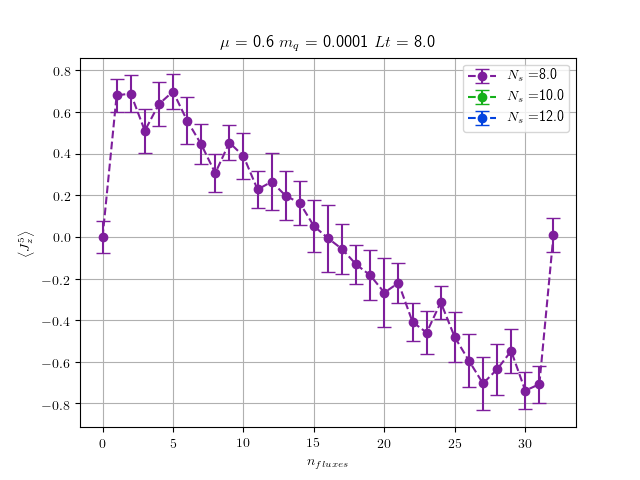 μ = 0.6 m_q = 0.0001 Lt = 8.0
N_s =8.0
N_s =10.0
N_s =12.0
⟨J_z^5⟩
0.8
0.6
0.4
0.2
0.0
−0.2
−0.4
−0.6
−0.8
0 5 10 15 20 25 30
n_{fluxes}